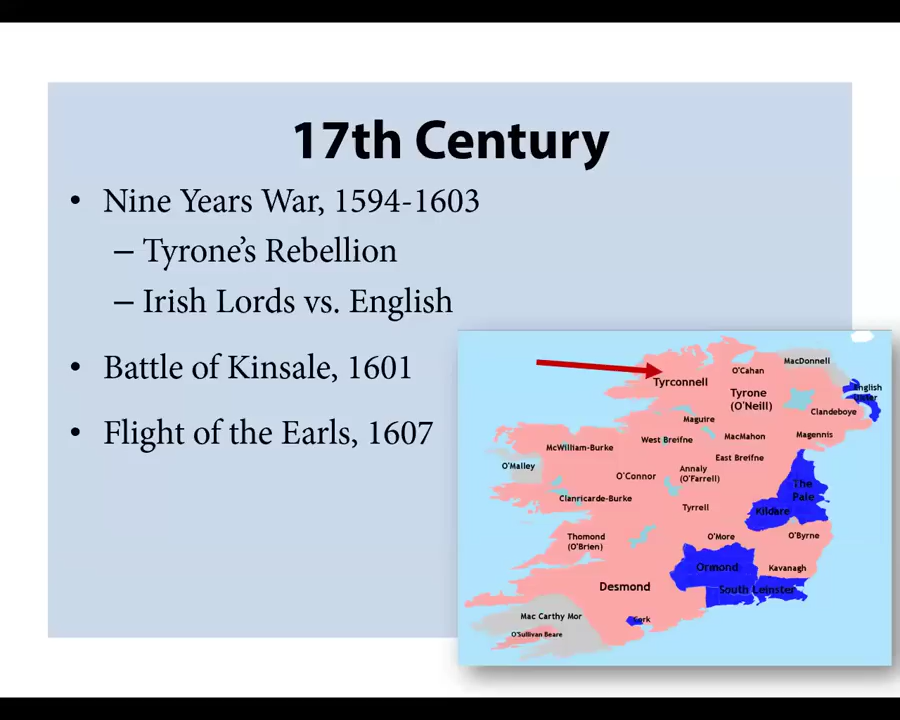 17th Century
• Nine Years War, 1594-1603
– Tyrone’s Rebellion
– Irish Lords vs. English
• Battle of Kinsale, 1601
• Flight of the Earls, 1607
MacDonnell
O'Cahan
Tyrconnell
English
Ulster
Tyrone
(O'Neill)
Clandeboye
Maguire
West Breifne
MacMahon
Magennis
McWilliam-Burke
East Breifne
O'Malley
O'Connor
Annaly
(O'Farrell)
The
Pale
Clanricarde-Burke
Tyrrell
Kildare
Thomond
(O'Brien)
O'More
O'Byrne
Ormond
Kavanagh
Desmond
South Leinster
Mac Carthy Mor
Cork
O'Sullivan Beare